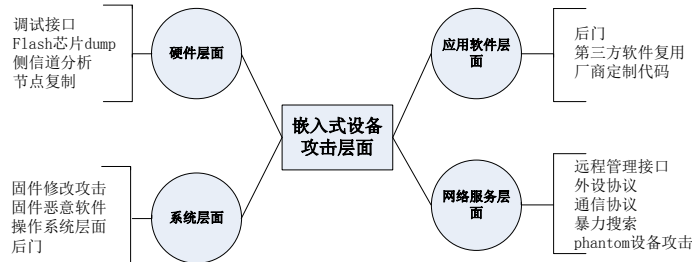 调试接口
Flash芯片dump
侧信道分析
节点复制
硬件层面
应用软件层
面
后门
第三方软件复用
厂商定制代码
嵌入式设备
攻击层面
固件修改攻击
固件恶意软件
操作系统层面
后门
系统层面
网络服务层
面
远程管理接口
外设协议
通信协议
暴力搜索
phantom设备攻击